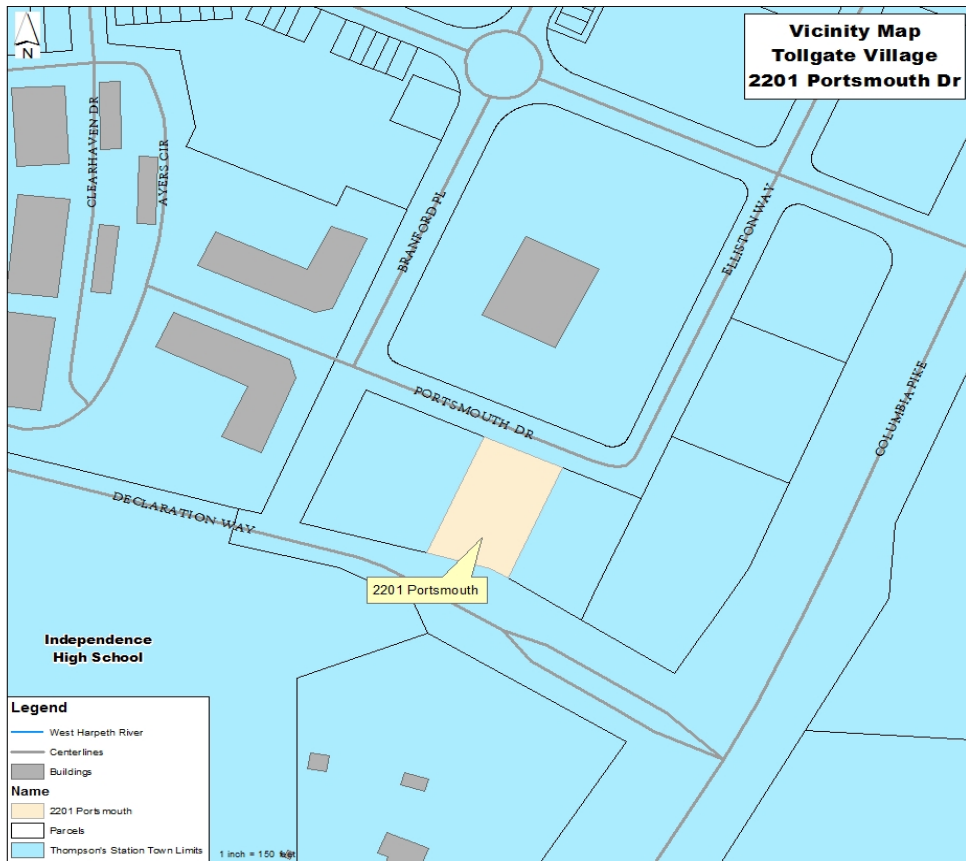 N
Vicinity Map
Tollgate Village
2201 Portsmouth Dr
CLEARHAVEN DR
AYERS CIR
BRANFORD PL
ELLISTON WAY
COLUMBIA PIKE
PORTSMOUTH DR
DECLARATION WAY
2201 Portsmouth
Independence
High School
Legend
West Harpeth River
Centerlines
Buildings
Name
2201 Portsmouth
Parcels
Thompson's Station Town Limits
1 inch = 150 feet